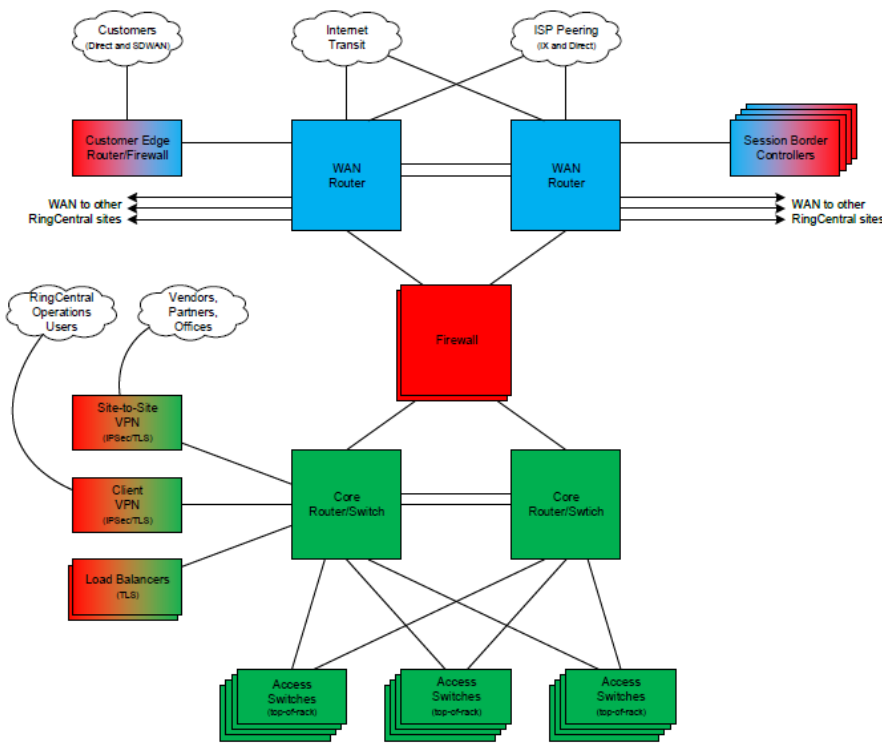 Customers
(Direct and SDWAN)
Internet
Transit
ISP Peering
(IX and Direct)
Customer Edge
Router/Firewall
WAN
Router
WAN
Router
Session Border
Controllers
WAN to other
RingCentral sites
WAN to other
RingCentral sites
RingCentral
Operations
Users
Vendors,
Partners,
Offices
Firewall
Site-to-Site
VPN
(IPSec/TLS)
Client
VPN
(IPSec/TLS)
Load Balancers
(TLS)
Core
Router/Switch
Core
Router/Swtich
Access
Switches
(top-of-rack)
Access
Switches
(top-of-rack)
Access
Switches
(top-of-rack)